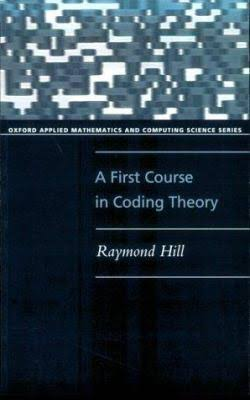 OXFORD APPLIED MATHEMATICS AND COMPUTING SCIENCE SERIES
A First Course
in Coding Theory
Raymond Hill